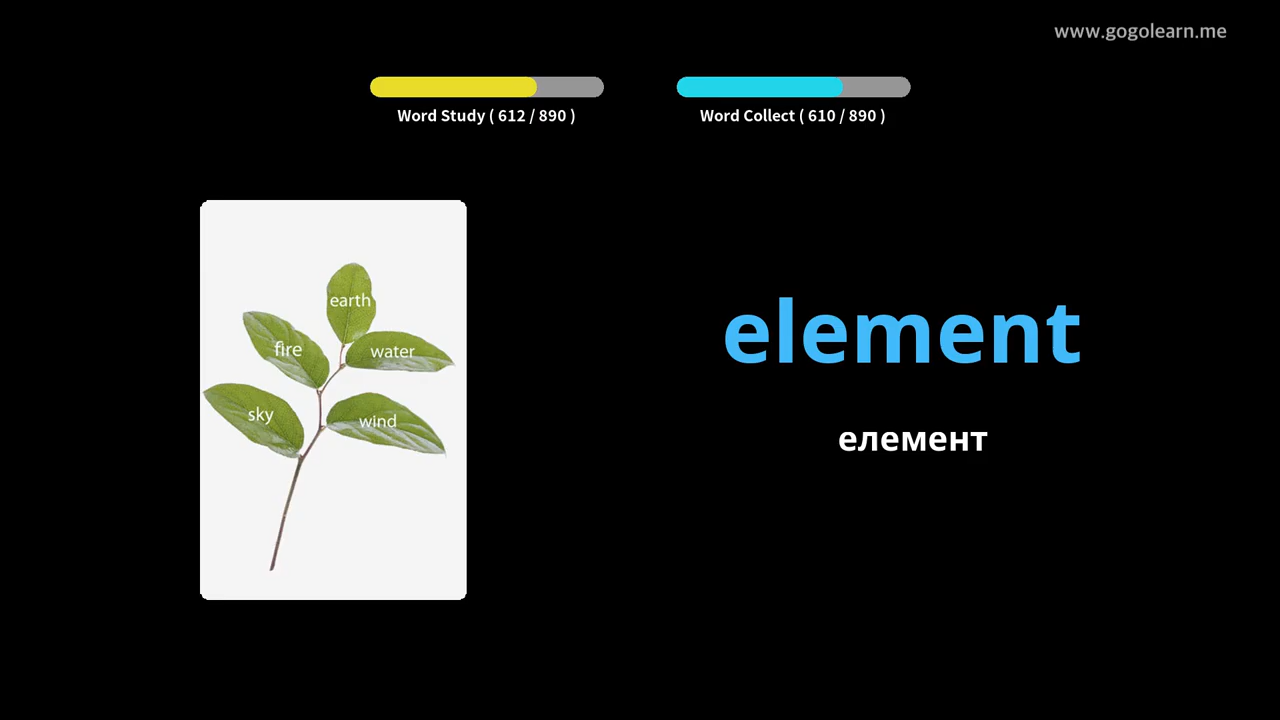 www.gogolearn.me
Word Study ( 612 / 890 )
Word Collect ( 610 / 890 )
earth
fire
water
sky
wind
element
елемент